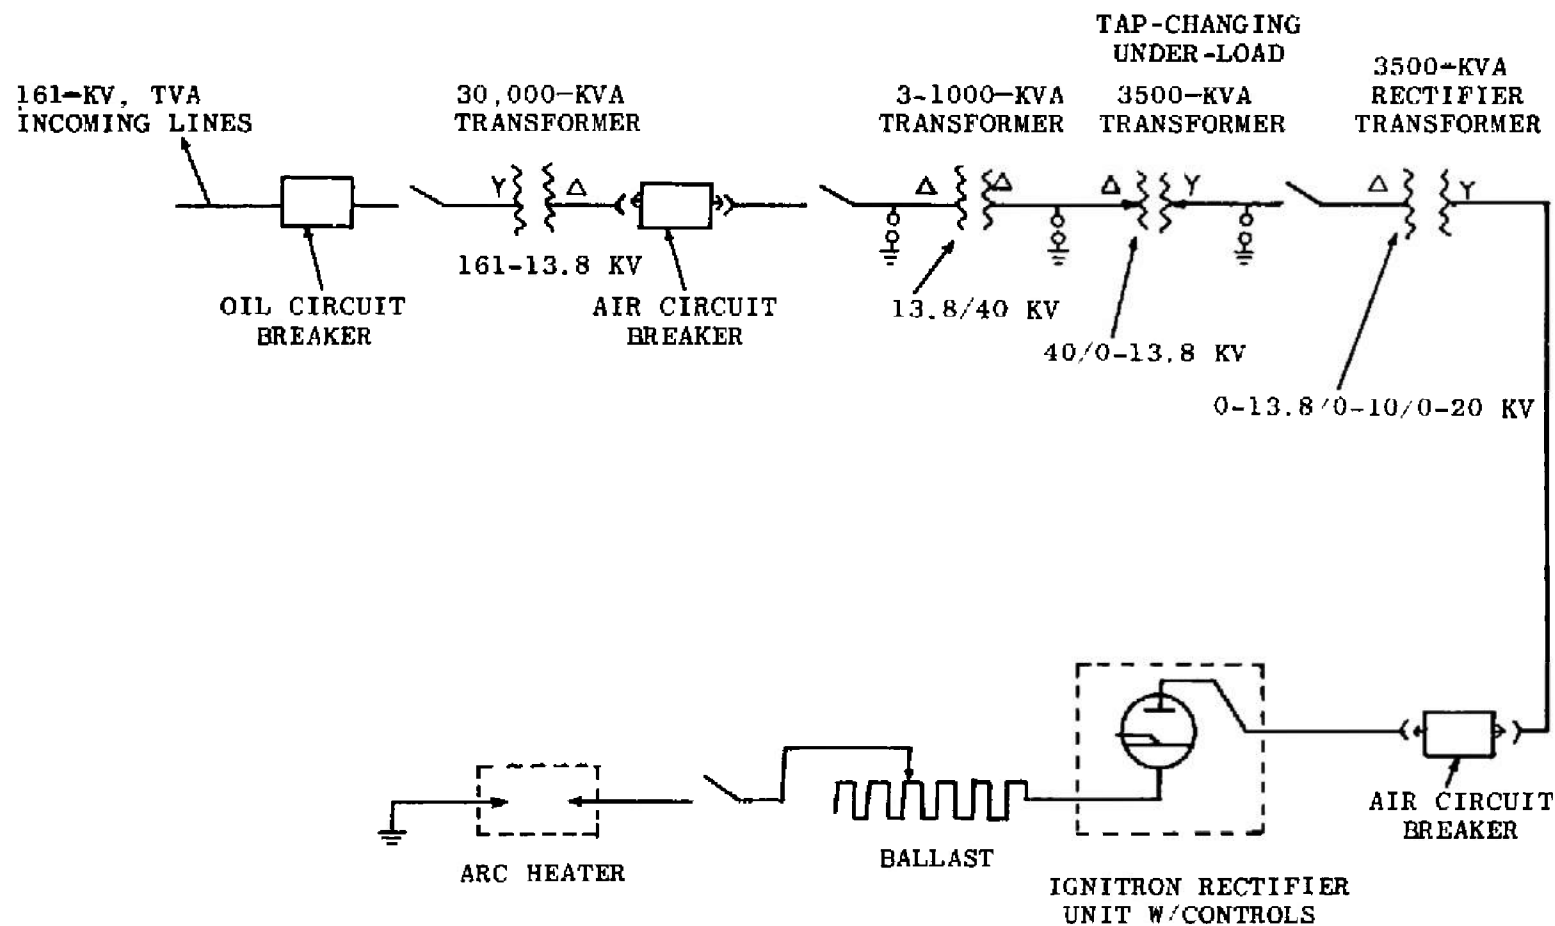 TAP-CHANGING
UNDER-LOAD
161-KV, TVA
INCOMING LINES
30,000-KVA
TRANSFORMER
3-1000-KVA
TRANSFORMER
3500-KVA
TRANSFORMER
3500-KVA
RECTIFIER
TRANSFORMER
Y
Δ
Δ
Δ
Δ
Y
Δ
Y
161-13.8 KV
OIL CIRCUIT
BREAKER
AIR CIRCUIT
BREAKER
13.8/40 KV
40/0-13.8 KV
0-13.8/0-10/0-20 KV
AIR CIRCUIT
BREAKER
ARC HEATER
BALLAST
IGNITRON RECTIFIER
UNIT W/CONTROLS